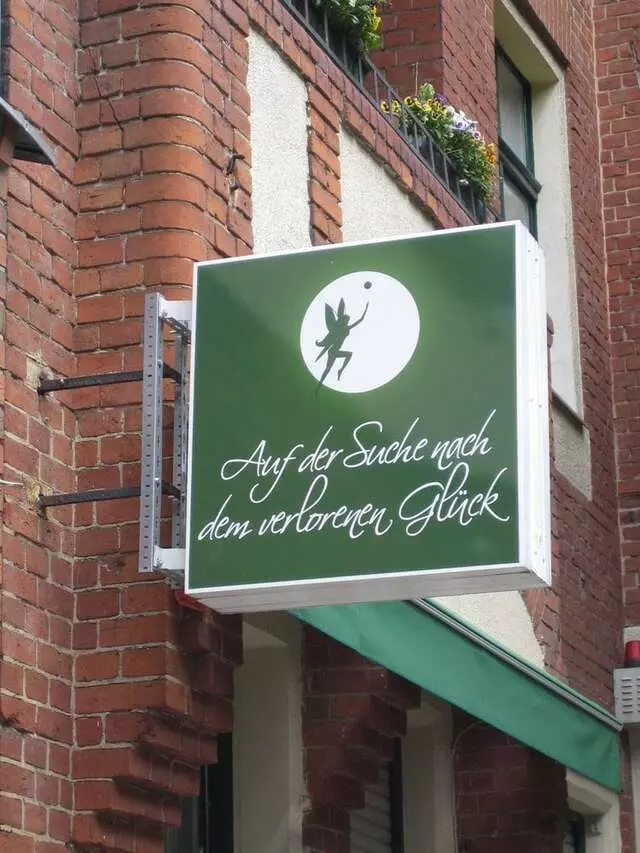 Auf der Suche nach
dem verlorenen Glück